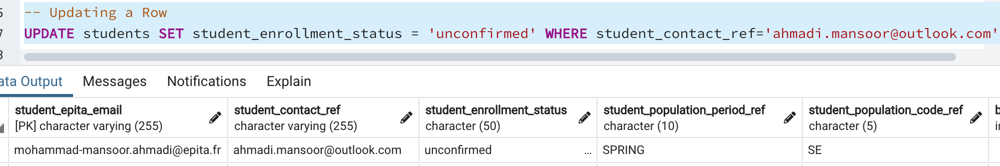 -- Updating a Row
7 UPDATE students SET student_enrollment_status = 'unconfirmed' WHERE student_contact_ref='ahmadi.mansoor@outlook.com'
ata Output Messages Notifications Explain
student_epita_email student_contact_ref student_enrollment_status student_population_period_ref student_population_code_ref
[PK] character varying (255) character varying (255) character (50) character (10) character (5)
mohammad-mansoor.ahmadi@epita.fr ahmadi.mansoor@outlook.com unconfirmed ... SPRING SE